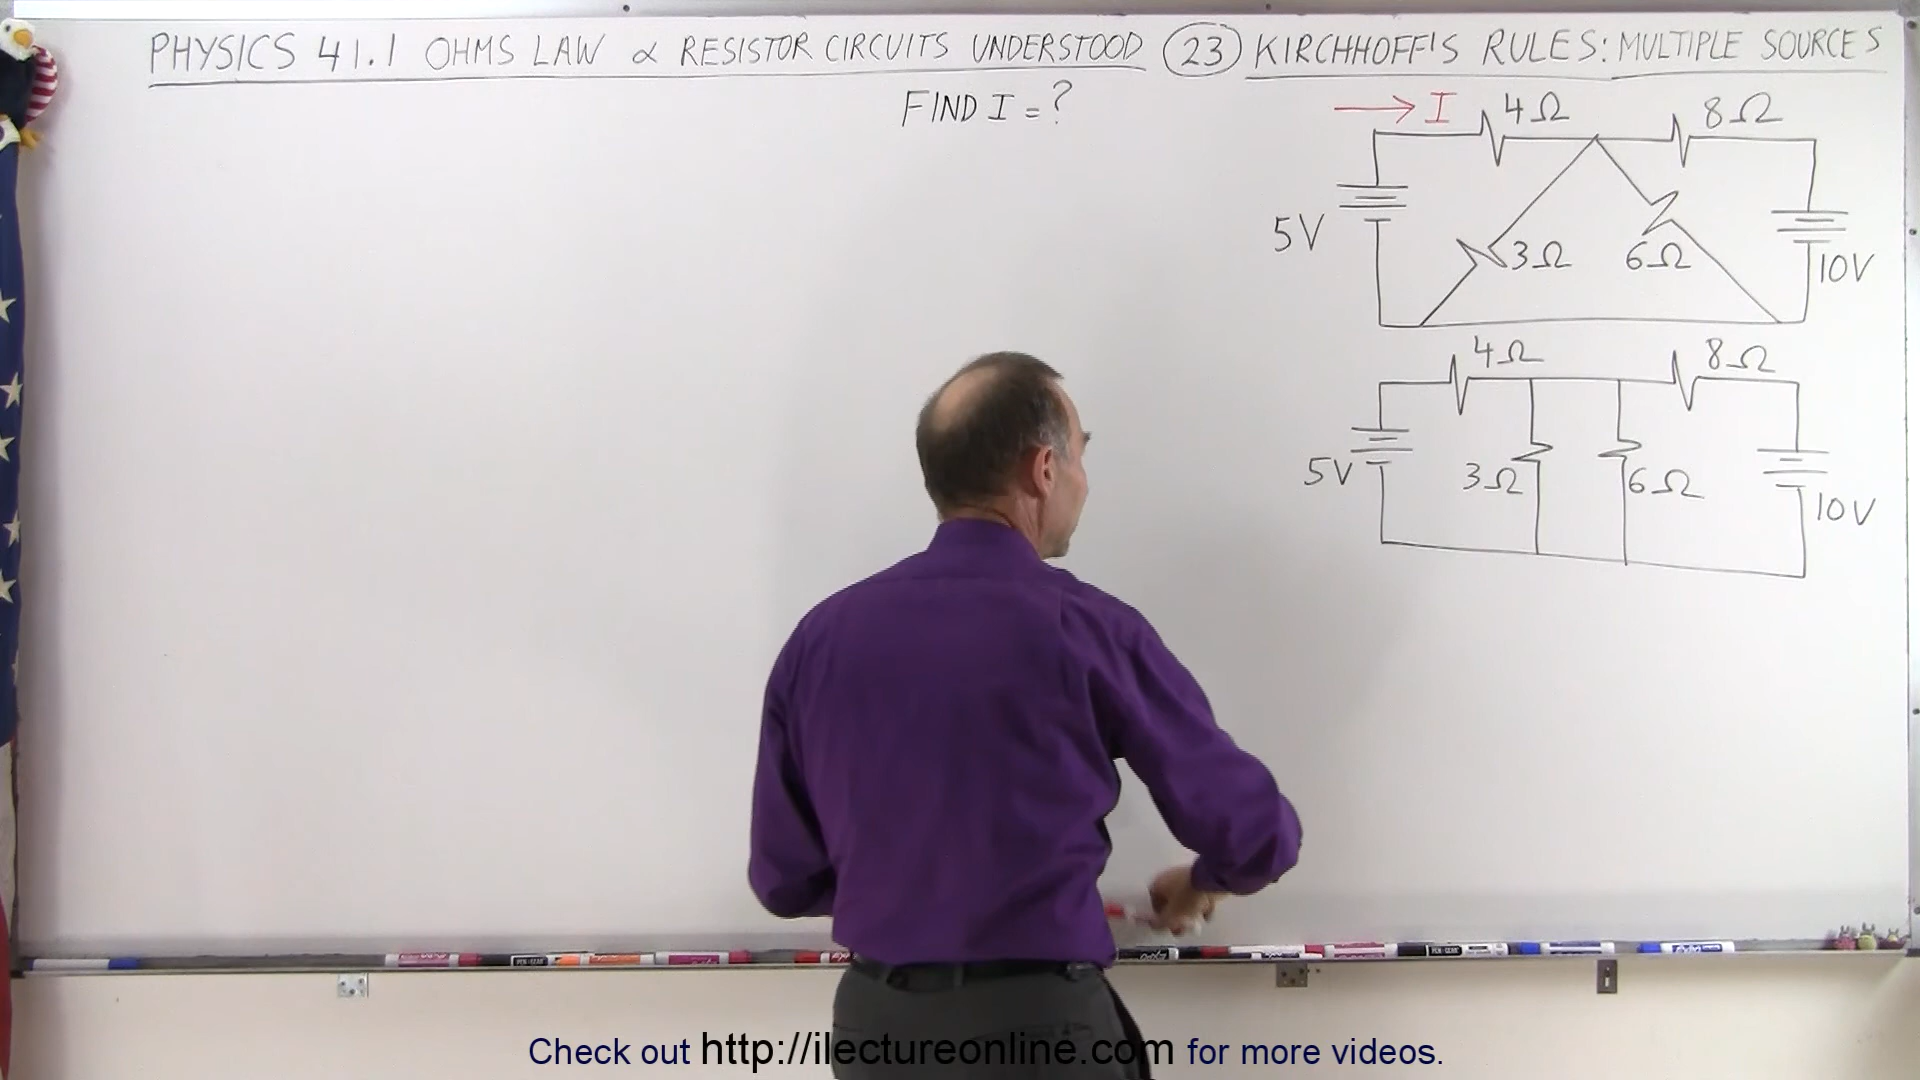 PHYSICS 41.1 OHMS LAW & RESISTOR CIRCUITS UNDERSTOOD (23) KIRCHHOFF'S RULES: MULTIPLE SOURCES
FIND I = ?
→ I 4Ω 8Ω
5V 3Ω 6Ω 10V
4Ω 8Ω
5V 3Ω 6Ω 10V
Check out http://ilectureonline.com for more videos.